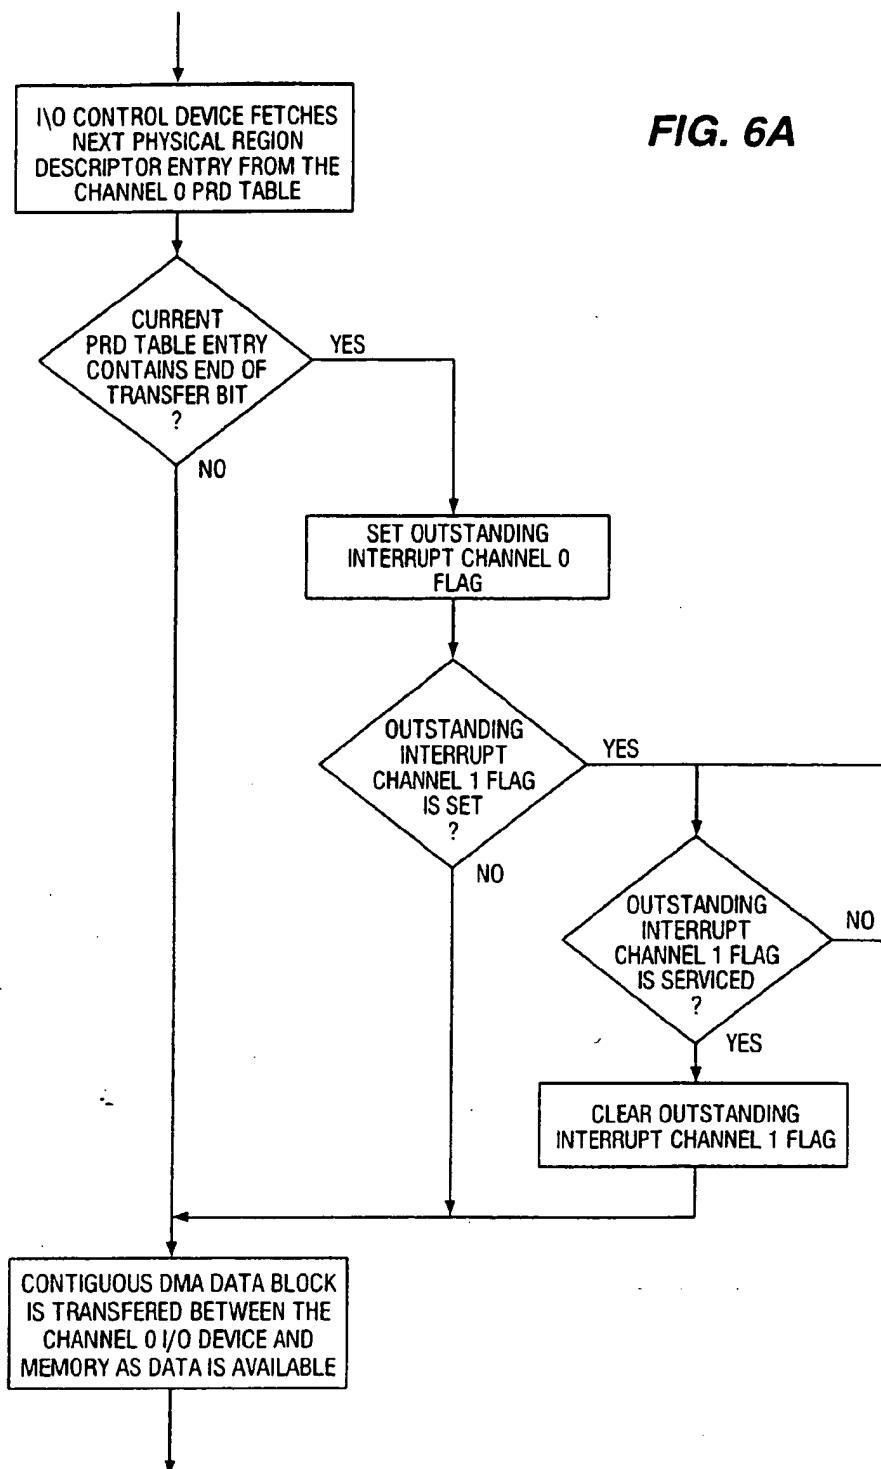 FIG. 6A
I\O CONTROL DEVICE FETCHES
NEXT PHYSICAL REGION
DESCRIPTOR ENTRY FROM THE
CHANNEL 0 PRD TABLE
CURRENT
PRD TABLE ENTRY
CONTAINS END OF
TRANSFER BIT
?
YES
NO
SET OUTSTANDING
INTERRUPT CHANNEL 0
FLAG
OUTSTANDING
INTERRUPT
CHANNEL 1 FLAG
IS SET
?
YES
NO
OUTSTANDING
INTERRUPT
CHANNEL 1 FLAG
IS SERVICED
?
NO
YES
CLEAR OUTSTANDING
INTERRUPT CHANNEL 1 FLAG
CONTIGUOUS DMA DATA BLOCK
IS TRANSFERED BETWEEN THE
CHANNEL 0 I/O DEVICE AND
MEMORY AS DATA IS AVAILABLE